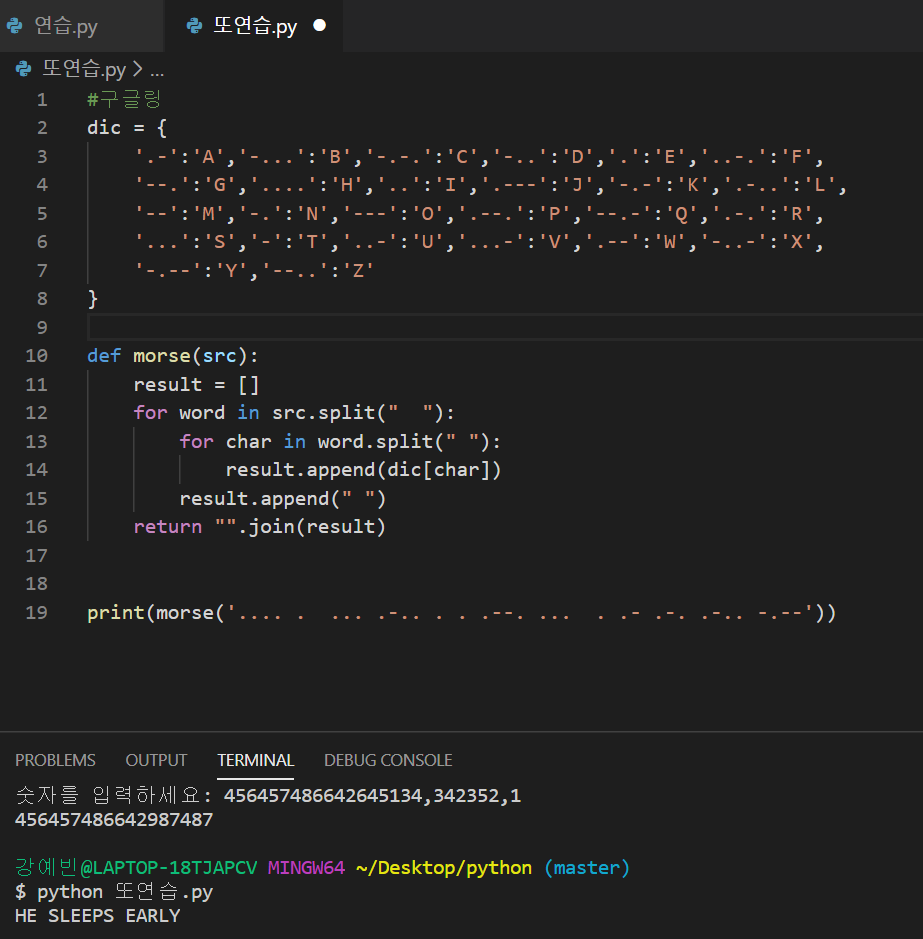 연습.py 또연습.py ●
또연습.py > ...
1 #구글링
2 dic = {
3     '.-':'A','-...':'B','-.-.':'C','-..':'D','.':'E','..-.':'F',
4     '--.':'G','....':'H','..':'I','.---':'J','-.-':'K','.-..':'L',
5     '--':'M','-.':'N','---':'O','.--.':'P','--.-':'Q','.-.':'R',
6     '...':'S','-':'T','..-':'U','...-':'V','.--':'W','-..-':'X',
7     '-.--':'Y','--..':'Z'
8 }
9
10 def morse(src):
11     result = []
12     for word in src.split("  "):
13         for char in word.split(" "):
14             result.append(dic[char])
15         result.append(" ")
16     return "".join(result)
17
18
19 print(morse('.... .  ... .-.. . . .--. ...  . .- .-. .-.. -.--'))
PROBLEMS OUTPUT TERMINAL DEBUG CONSOLE
숫자를 입력하세요: 456457486642645134,342352,1
456457486642987487
강예빈@LAPTOP-18TJAPCV MINGW64 ~/Desktop/python (master)
$ python 또연습.py
HE SLEEPS EARLY